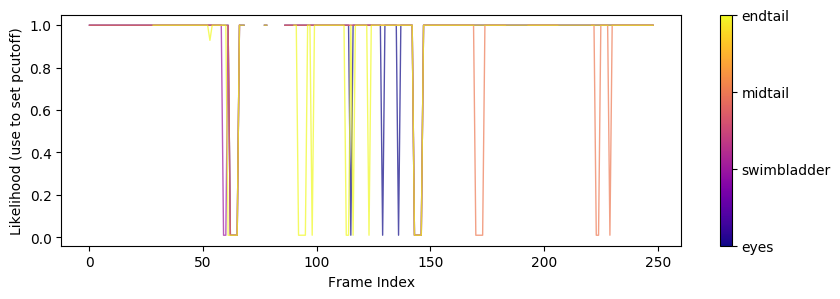 Likelihood (use to set pcutoff)
1.0
0.8
0.6
0.4
0.2
0.0
0
50
100
150
200
250
Frame Index
endtail
midtail
swimbladder
eyes